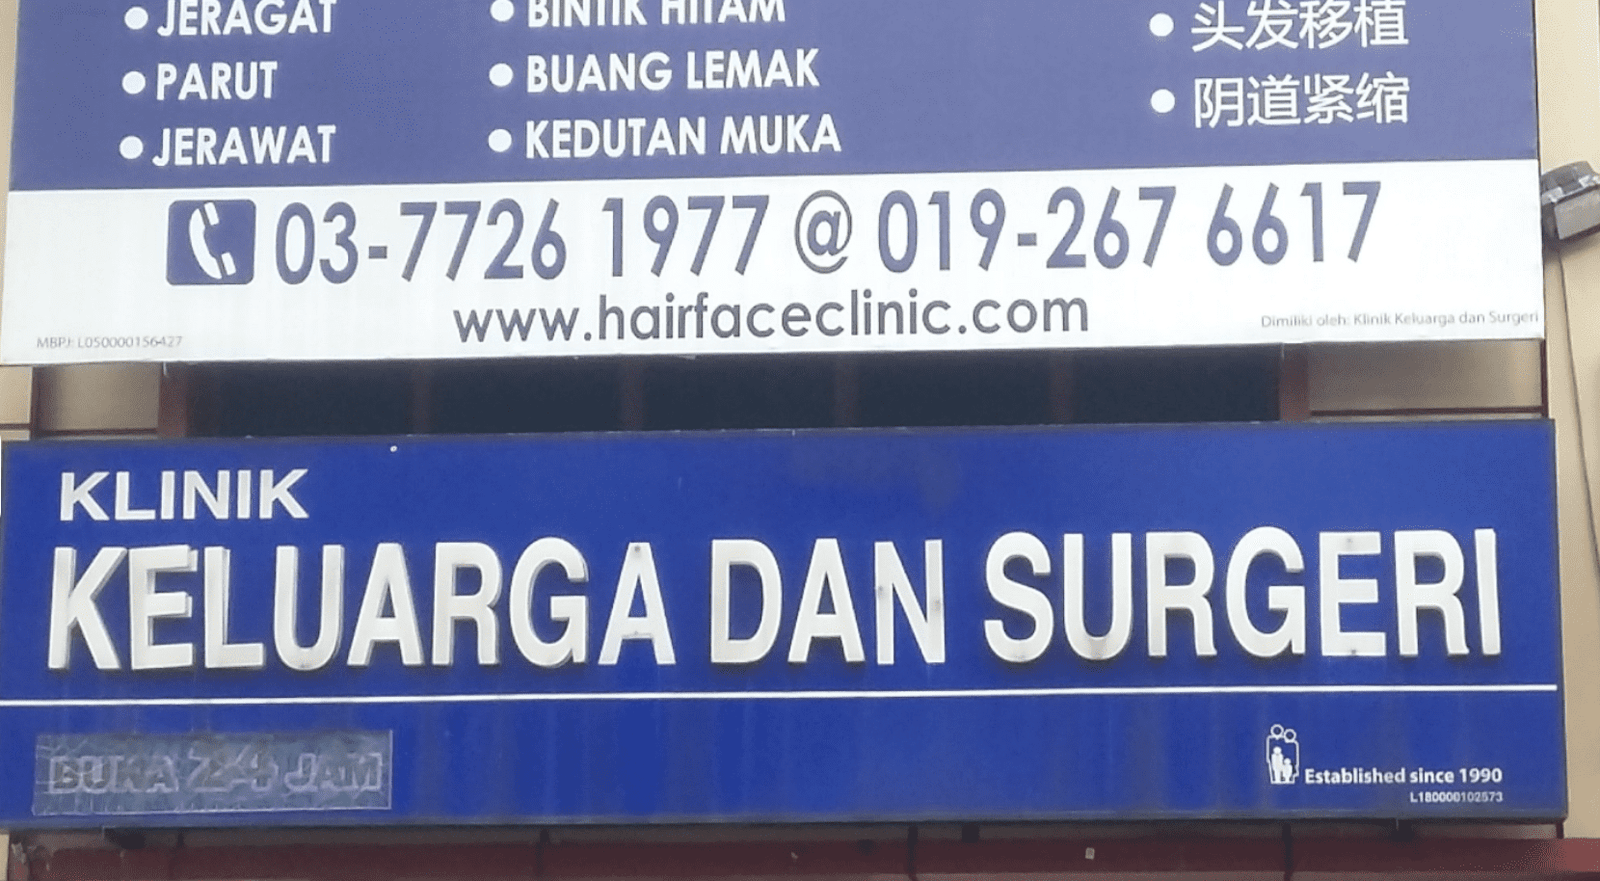 • JERAGAT
• PARUT
• JERAWAT
• BINTIK HITAM
• BUANG LEMAK
• KEDUTAN MUKA
• 头发移植
• 阴道紧缩
03-7726 1977 @ 019-267 6617
www.hairfaceclinic.com
MBPJ: L050000156427
Dimiliki oleh: Klinik Keluarga dan Surgeri
KLINIK
KELUARGA DAN SURGERI
BUKA 24 JAM
Established since 1990
L180000102573